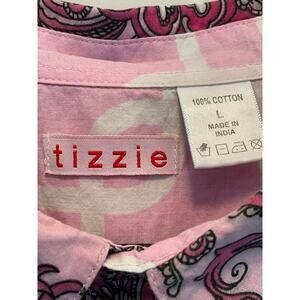 100% COTTON
L
MADE IN
INDIA
tizzie